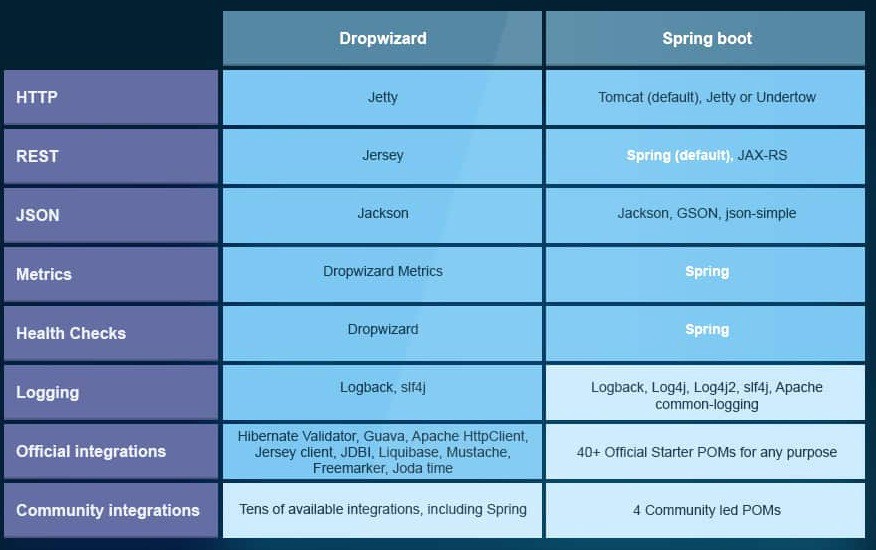 Dropwizard Spring boot
HTTP Jetty Tomcat (default), Jetty or Undertow
REST Jersey Spring (default), JAX-RS
JSON Jackson Jackson, GSON, json-simple
Metrics Dropwizard Metrics Spring
Health Checks Dropwizard Spring
Logging Logback, slf4j Logback, Log4j, Log4j2, slf4j, Apache
common-logging
Official integrations
Hibernate Validator, Guava, Apache HttpClient,
Jersey client, JDBI, Liquibase, Mustache,
Freemarker, Joda time
40+ Official Starter POMs for any purpose
Community integrations Tens of available integrations, including Spring 4 Community led POMs